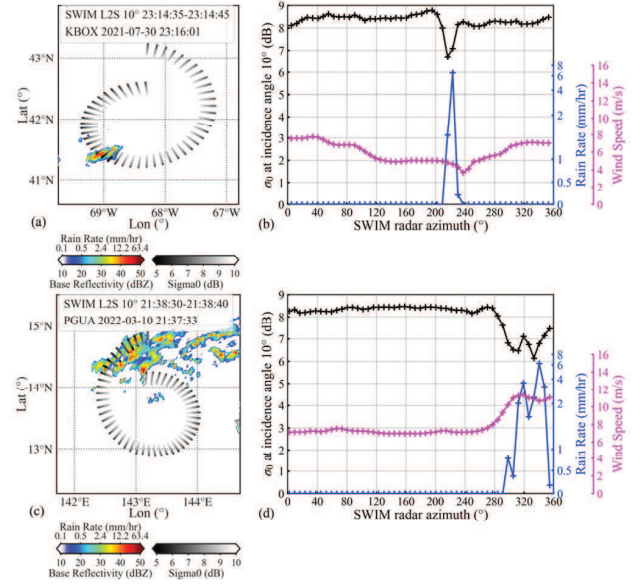 (a)
SWIM L2S 10° 23:14:35-23:14:45
KBOX 2021-07-30 23:16:01
43°N
42°N
41°N
Lat (°)
69°W 68°W 67°W
Lon (°)
Rain Rate (mm/hr)
0.1 0.5 2.4 12.2 63.4
10 20 30 40 50
Base Reflectivity (dBZ)
5 6 7 8 9 10
Sigma0 (dB)
(b)
9
8
7
6
5
4
3
2
1
0
σ0 at incidence angle 10° (dB)
0 40 80 120 160 200 240 280 320 360
SWIM radar azimuth (°)
8
6
4
2
1
0.5
0
Rain Rate (mm/hr)
16
14
12
10
8
6
4
2
0
Wind Speed (m/s)
(c)
SWIM L2S 10° 21:38:30-21:38:40
PGUA 2022-03-10 21:37:33
15°N
14°N
13°N
Lat (°)
142°E 143°E 144°E
Lon (°)
Rain Rate (mm/hr)
0.1 0.5 2.4 12.2 63.4
10 20 30 40 50
Base Reflectivity (dBZ)
5 6 7 8 9 10
Sigma0 (dB)
(d)
9
8
7
6
5
4
3
2
1
0
σ0 at incidence angle 10° (dB)
0 40 80 120 160 200 240 280 320 360
SWIM radar azimuth (°)
8
6
4
2
1
0.5
0
Rain Rate (mm/hr)
16
14
12
10
8
6
4
2
0
Wind Speed (m/s)